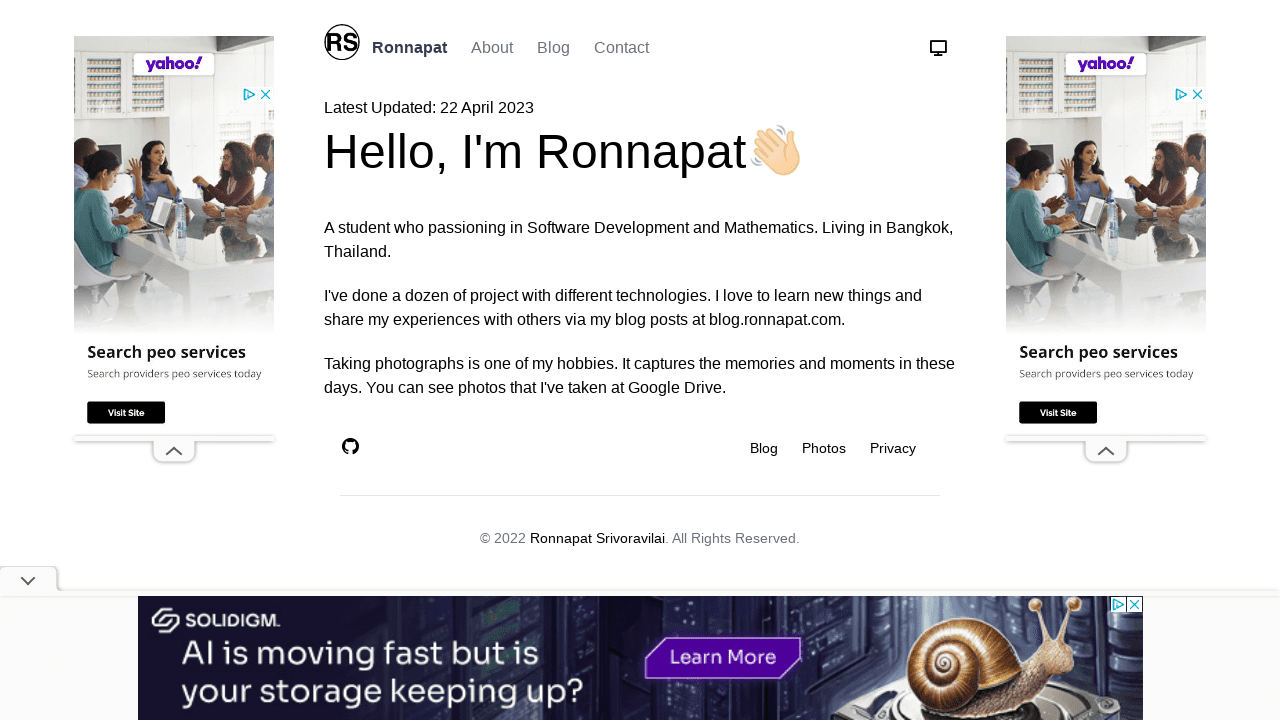 RS Ronnapat About Blog Contact
Latest Updated: 22 April 2023
Hello, I'm Ronnapat👋🏻
A student who passioning in Software Development and Mathematics. Living in Bangkok,
Thailand.
I've done a dozen of project with different technologies. I love to learn new things and
share my experiences with others via my blog posts at blog.ronnapat.com.
Taking photographs is one of my hobbies. It captures the memories and moments in these
days. You can see photos that I've taken at Google Drive.
Blog Photos Privacy
© 2022 Ronnapat Srivoravilai. All Rights Reserved.
yahoo!
Search peo services
Search providers peo services today
Visit Site
yahoo!
Search peo services
Search providers peo services today
Visit Site
SOLIDIGM
AI is moving fast but is
your storage keeping up?
Learn More